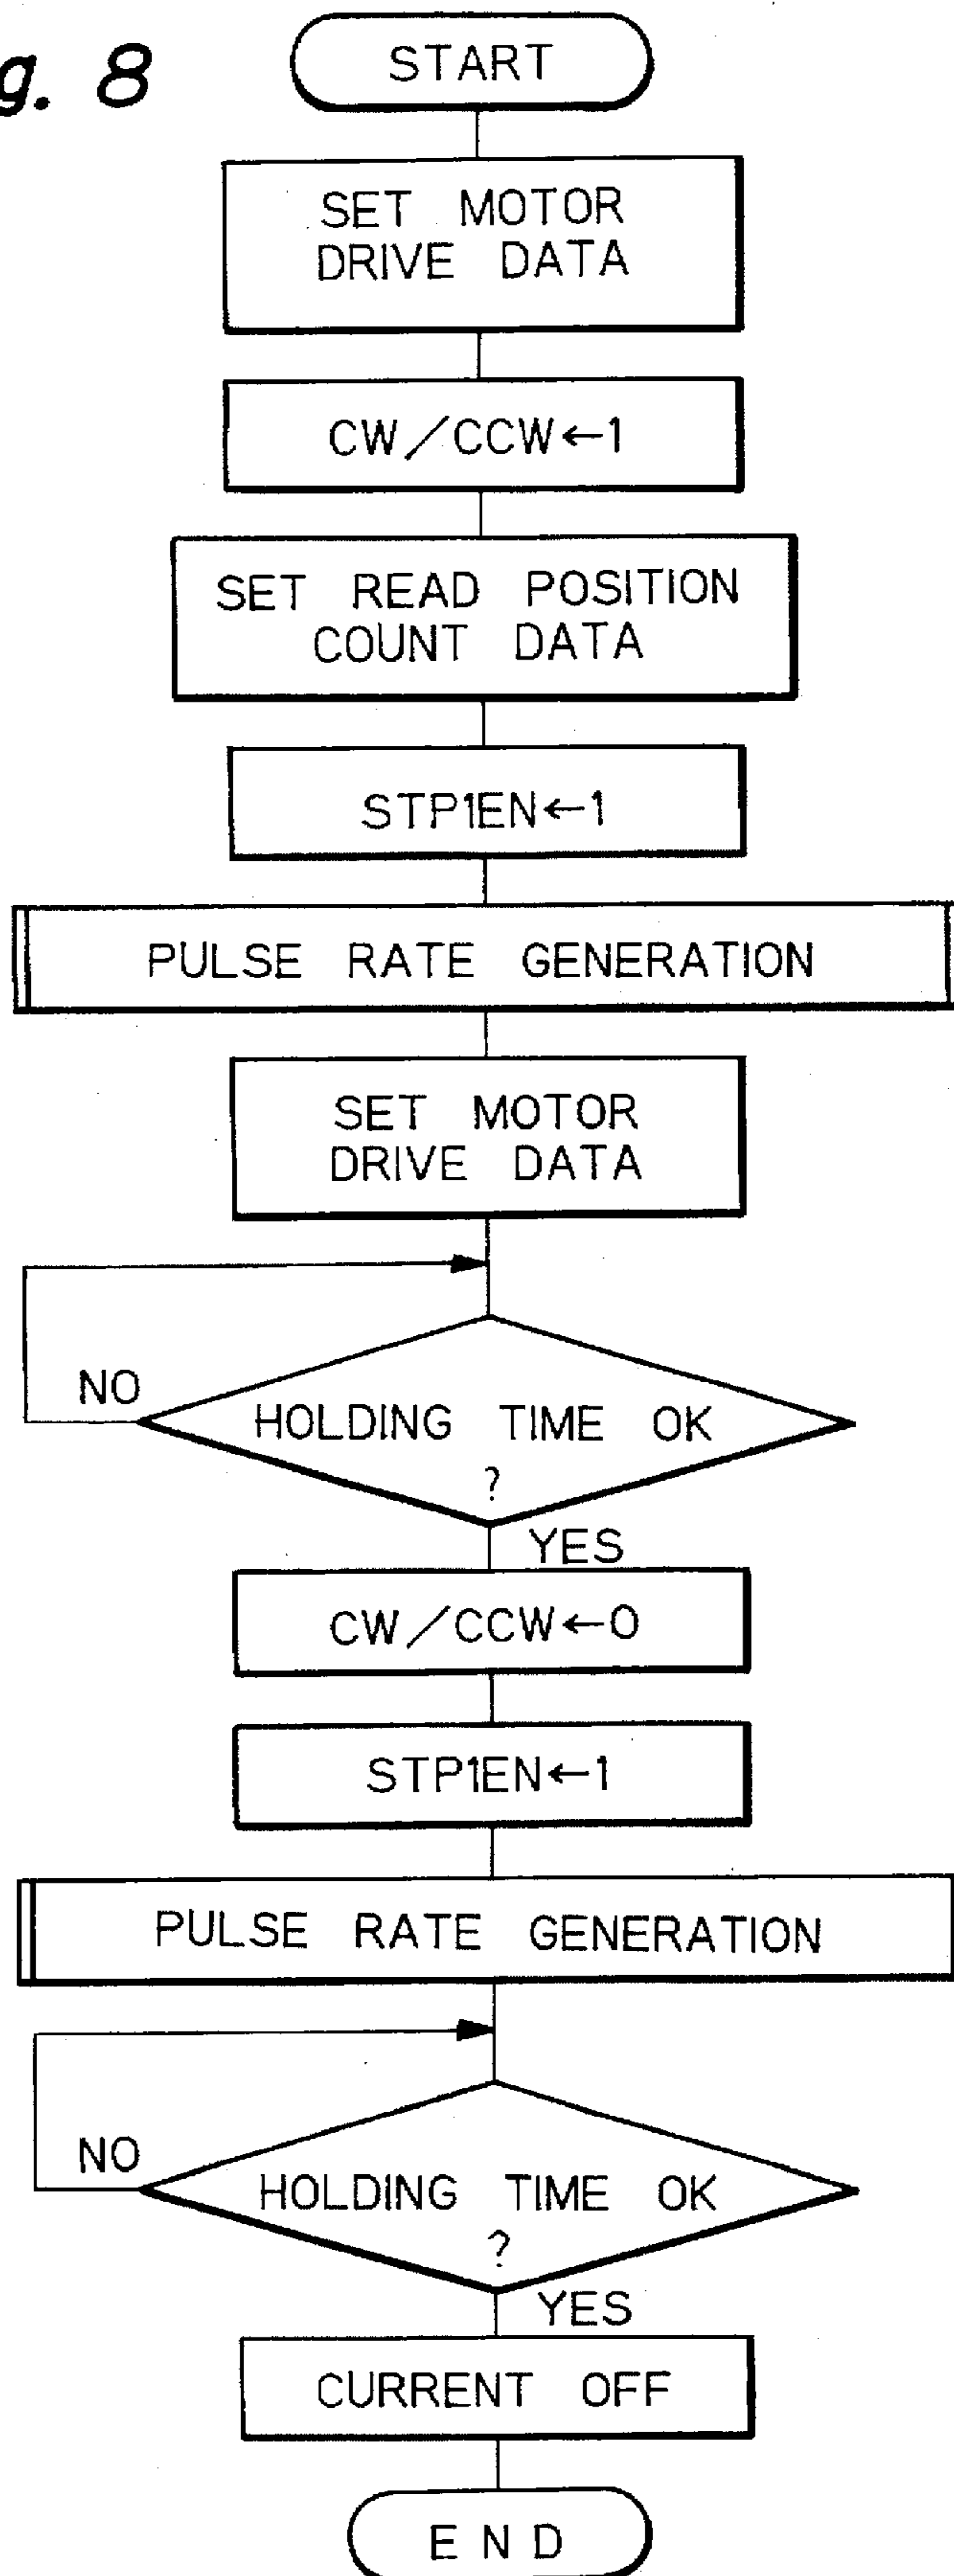 g. 8
START
SET MOTOR
DRIVE DATA
CW/CCW←1
SET READ POSITION
COUNT DATA
STP1EN←1
PULSE RATE GENERATION
SET MOTOR
DRIVE DATA
NO
HOLDING TIME OK
?
YES
CW/CCW←0
STP1EN←1
PULSE RATE GENERATION
NO
HOLDING TIME OK
?
YES
CURRENT OFF
END